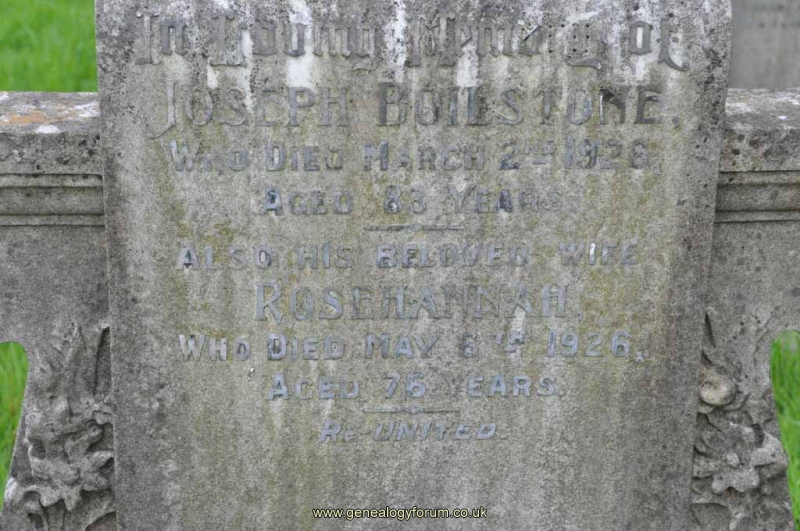 In Loving Memory of
JOSEPH BOILSTONE,
WHO DIED MARCH 2ND 1926,
AGED 83 YEARS.
ALSO HIS BELOVED WIFE
ROSEHANNAH,
WHO DIED MAY 6TH 1926,
AGED 76 YEARS.
RE-UNITED.
www.genealogyforum.co.uk